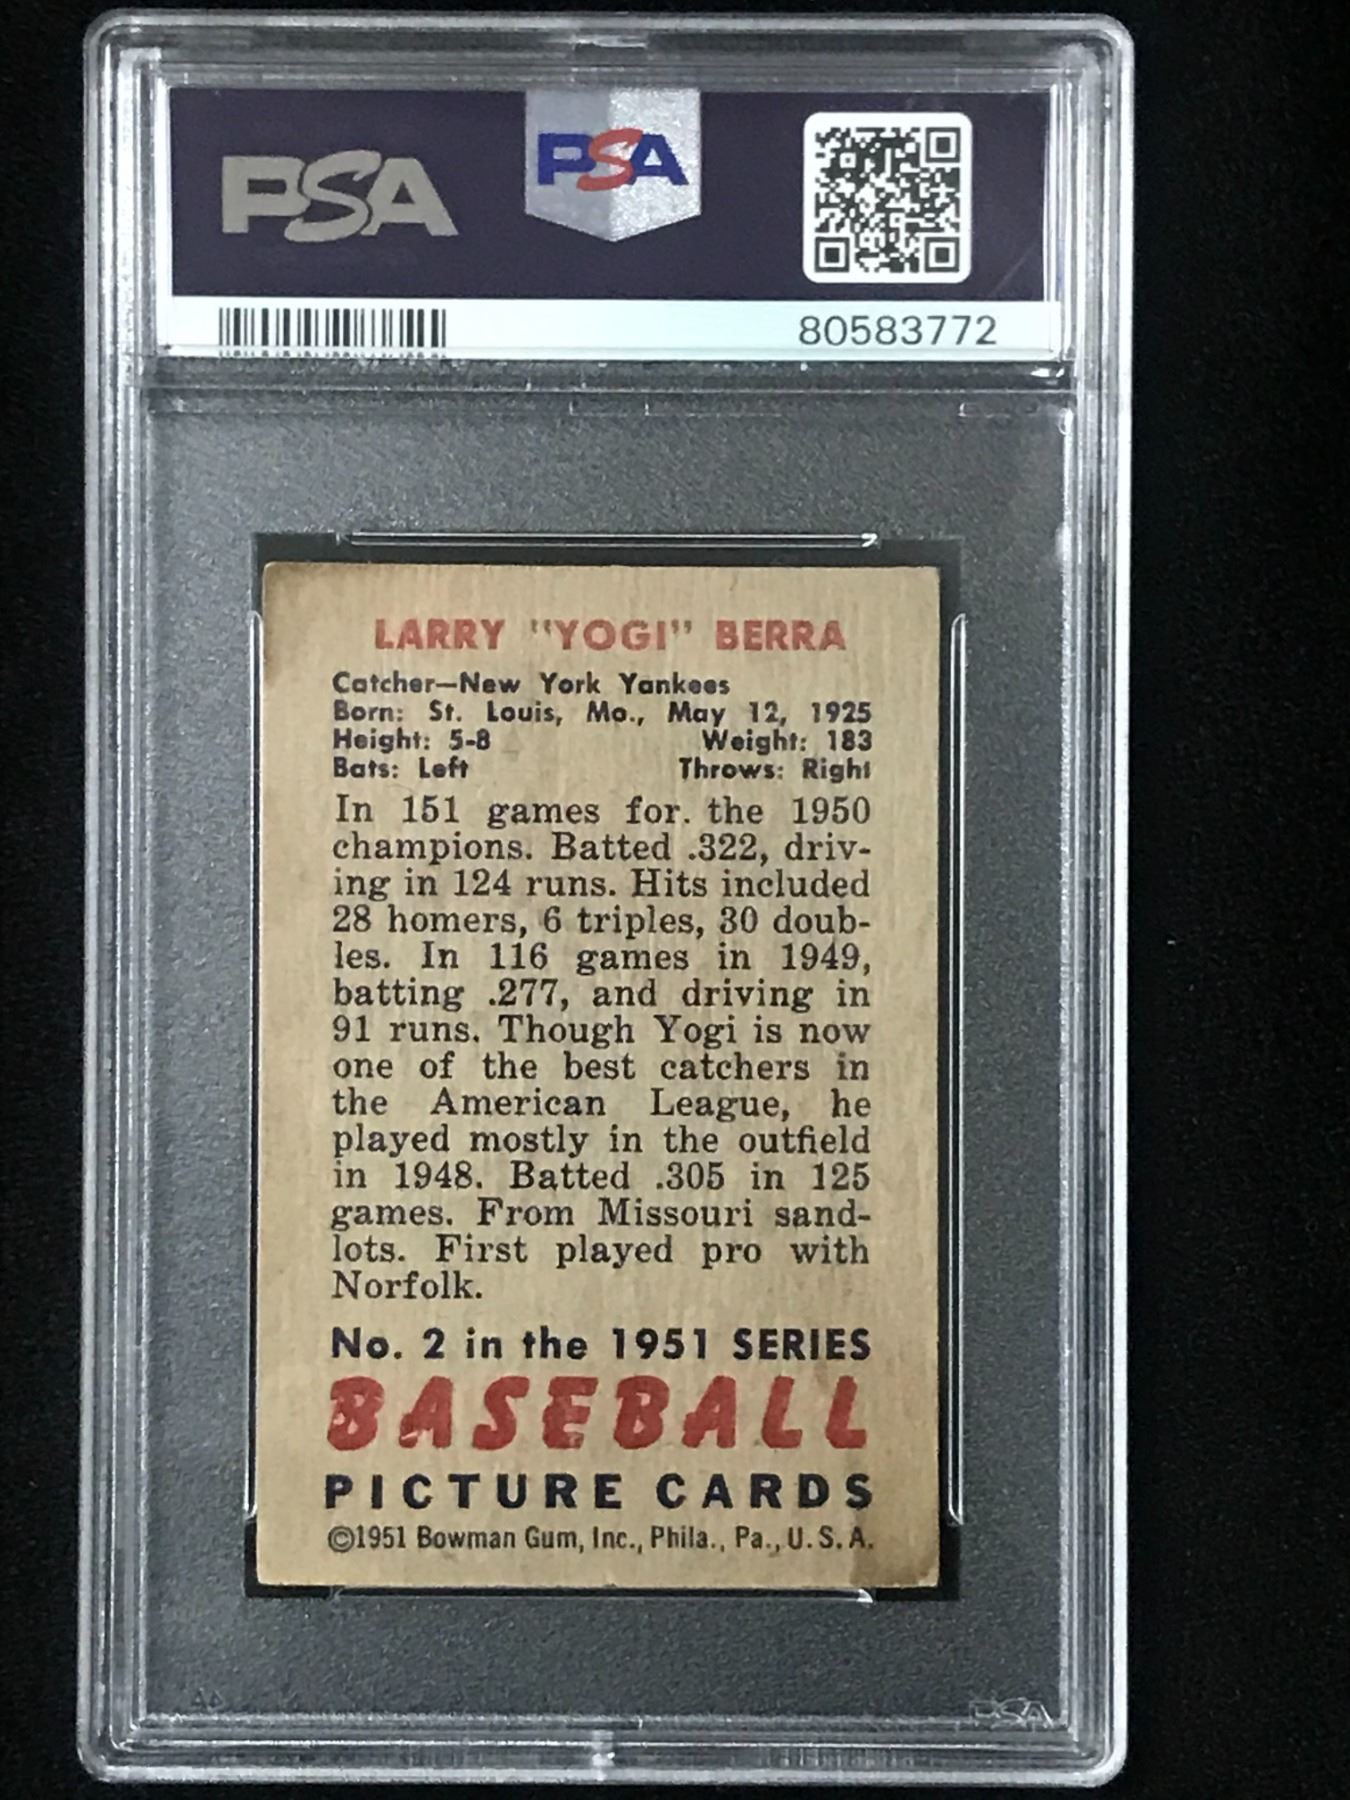 PSA
PSA
80583772
LARRY "YOGI" BERRA
Catcher—New York Yankees
Born: St. Louis, Mo., May 12, 1925
Height: 5-8 Weight: 183
Bats: Left Throws: Right
In 151 games for. the 1950
champions. Batted .322, driv-
ing in 124 runs. Hits included
28 homers, 6 triples, 30 doub-
les. In 116 games in 1949,
batting .277, and driving in
91 runs. Though Yogi is now
one of the best catchers in
the American League, he
played mostly in the outfield
in 1948. Batted .305 in 125
games. From Missouri sand-
lots. First played pro with
Norfolk.
No. 2 in the 1951 SERIES
BASEBALL
PICTURE CARDS
©1951 Bowman Gum, Inc., Phila., Pa., U.S.A.
PSA